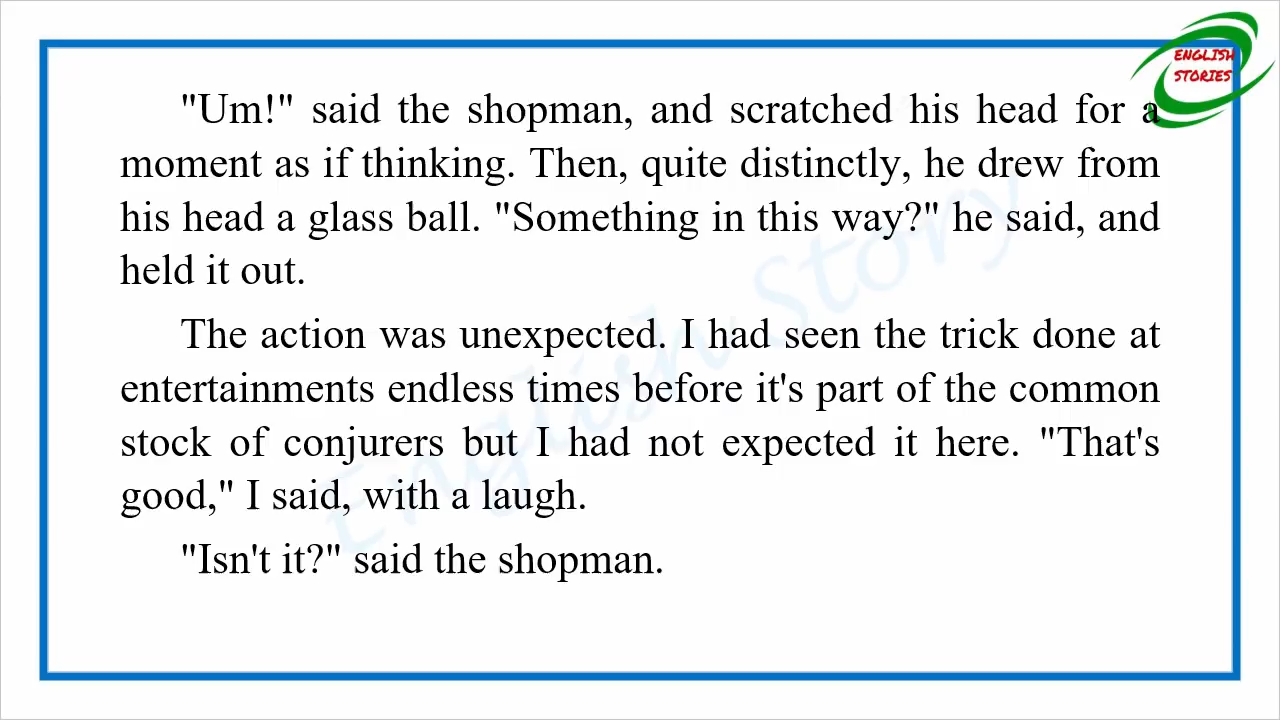 ENGLISH
STORIES
"Um!" said the shopman, and scratched his head for a
moment as if thinking. Then, quite distinctly, he drew from
his head a glass ball. "Something in this way?" he said, and
held it out.
The action was unexpected. I had seen the trick done at
entertainments endless times before it's part of the common
stock of conjurers but I had not expected it here. "That's
good," I said, with a laugh.
"Isn't it?" said the shopman.
English Story